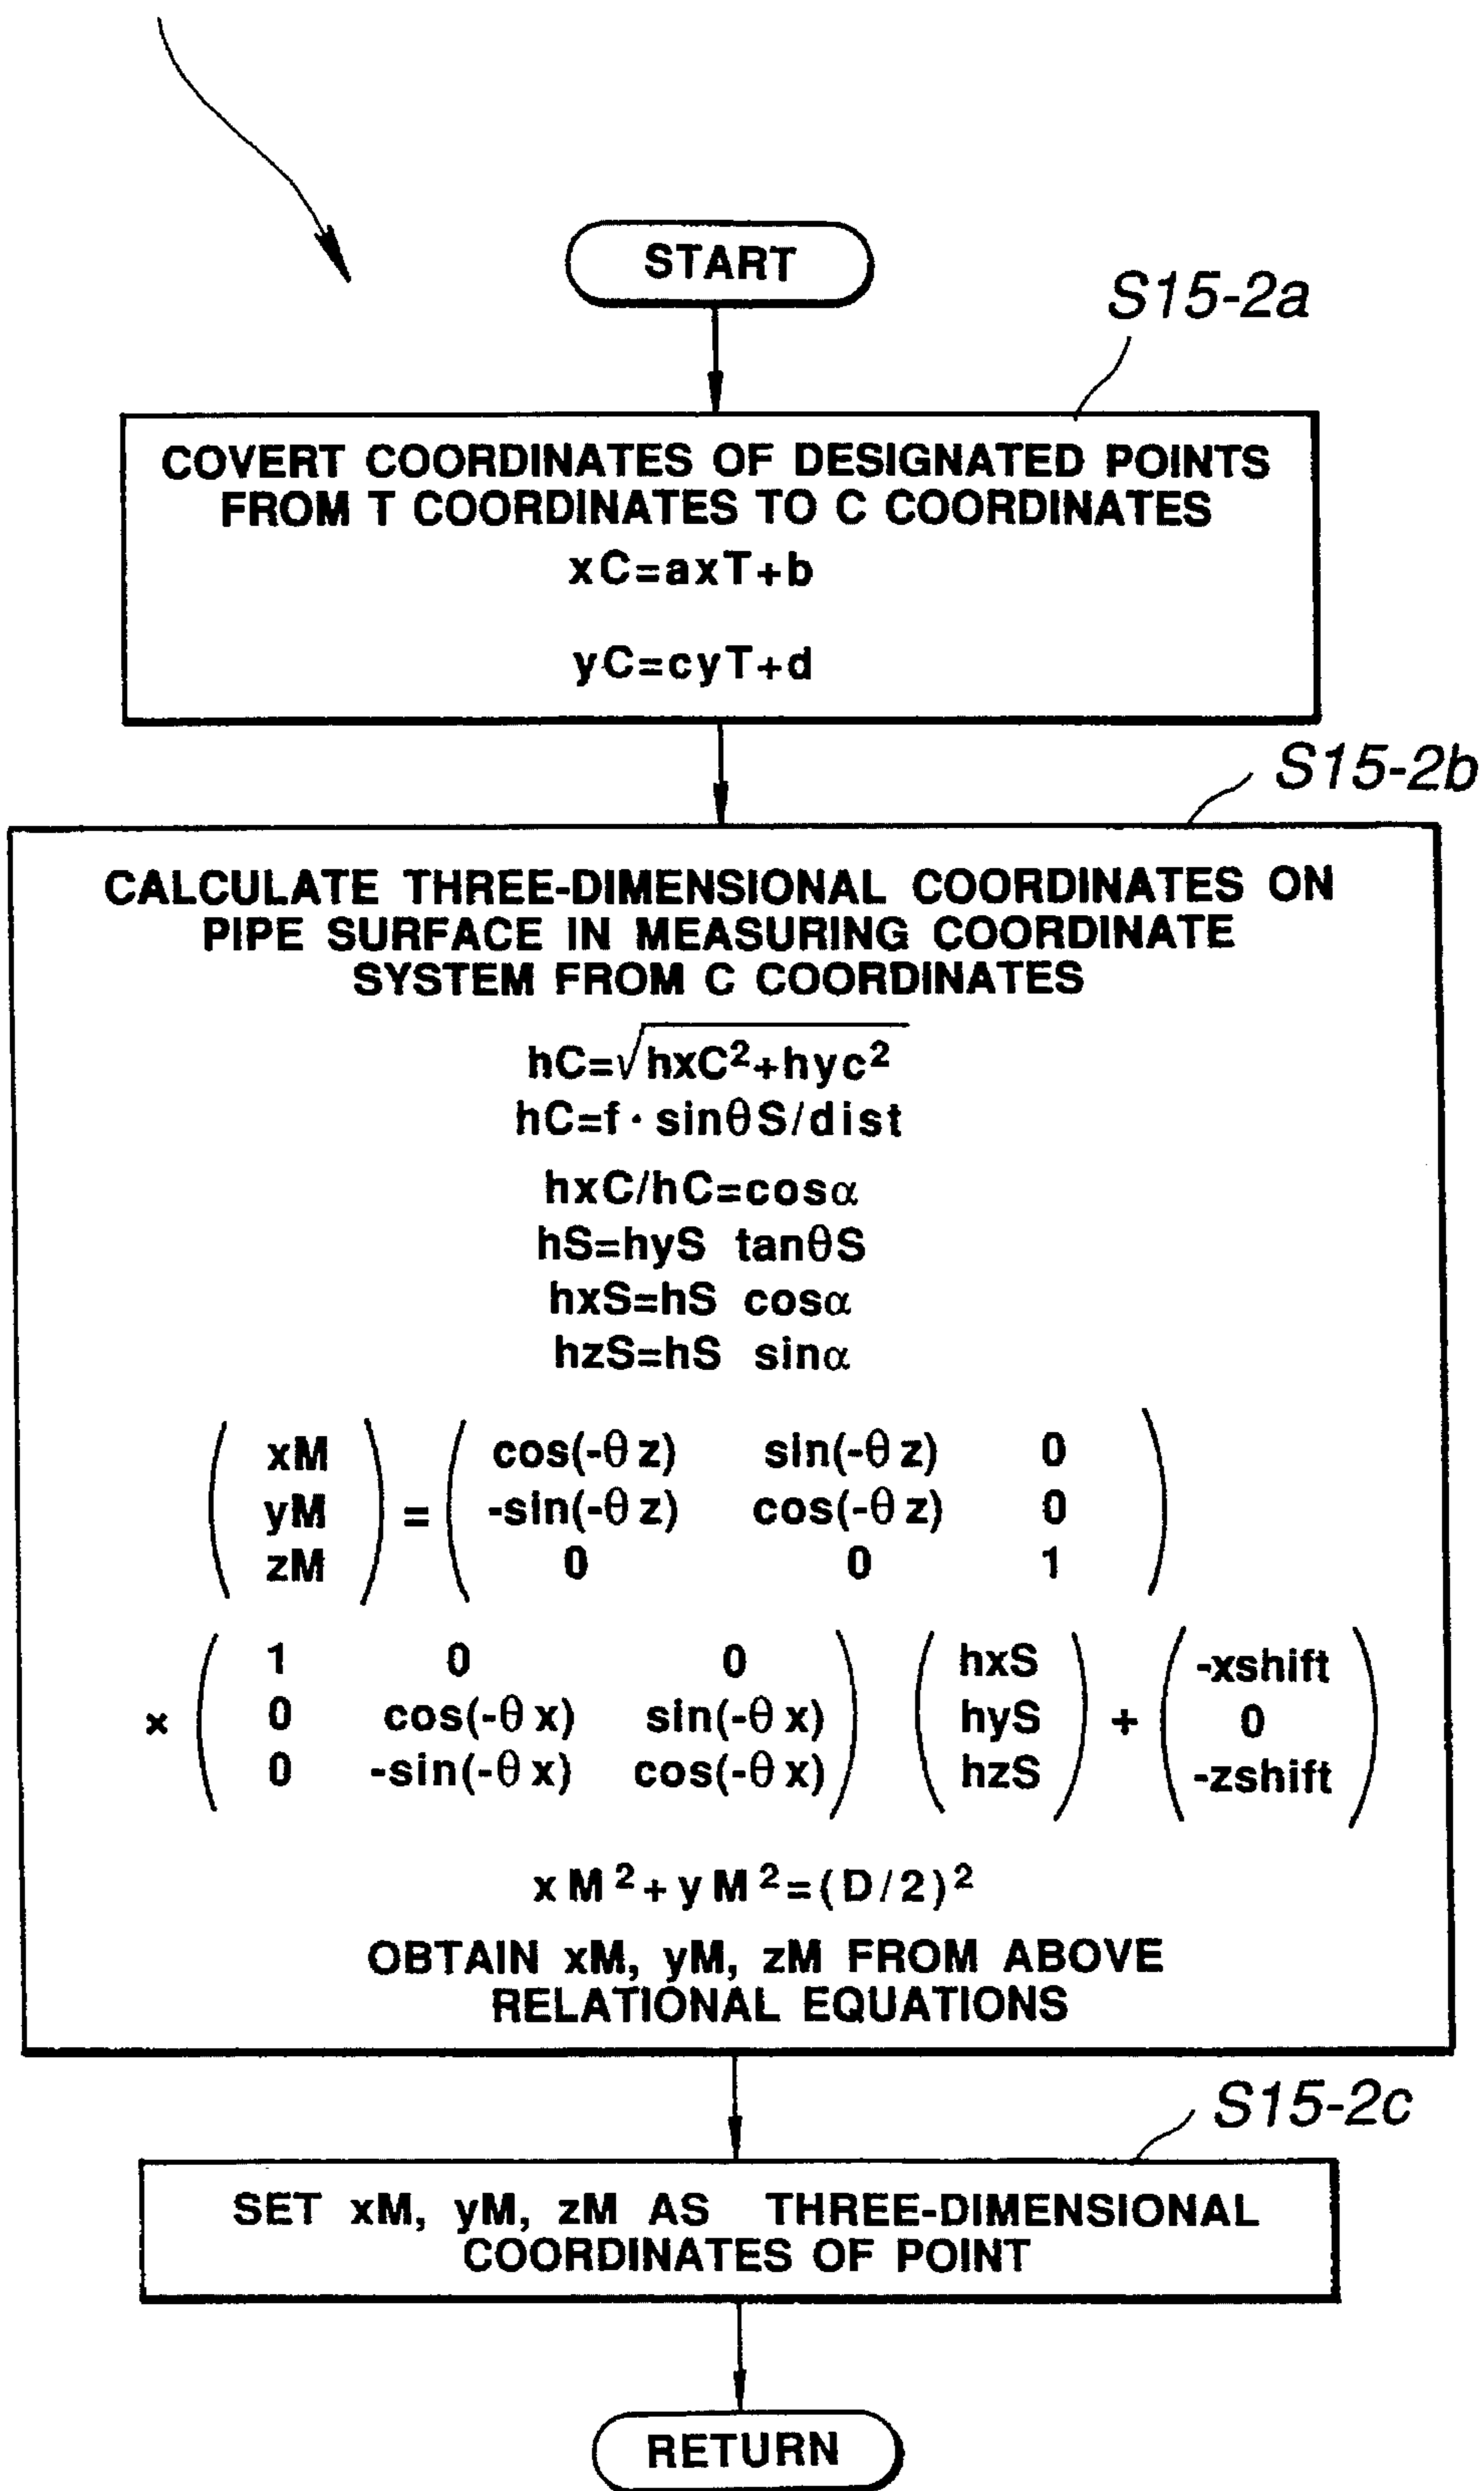 START
S15-2a
COVERT COORDINATES OF DESIGNATED POINTS
FROM T COORDINATES TO C COORDINATES
xC=axT+b
yC=cyT+d
S15-2b
CALCULATE THREE-DIMENSIONAL COORDINATES ON
PIPE SURFACE IN MEASURING COORDINATE
SYSTEM FROM C COORDINATES
hC=√hxC²+hyc²
hC=f·sinθS/dist
hxC/hC=cosα
hS=hyS tanθS
hxS=hS cosα
hzS=hS sinα
( xM ) = ( cos(-θz) sin(-θz) 0 )
( yM ) = ( -sin(-θz) cos(-θz) 0 )
( zM ) = ( 0 0 1 )
× ( 1 0 0 ) ( hxS ) + ( -xshift )
( 0 cos(-θx) sin(-θx) ) ( hyS ) + ( 0 )
( 0 -sin(-θx) cos(-θx) ) ( hzS ) + ( -zshift )
xM²+yM²=(D/2)²
OBTAIN xM, yM, zM FROM ABOVE
RELATIONAL EQUATIONS
S15-2c
SET xM, yM, zM AS THREE-DIMENSIONAL
COORDINATES OF POINT
RETURN